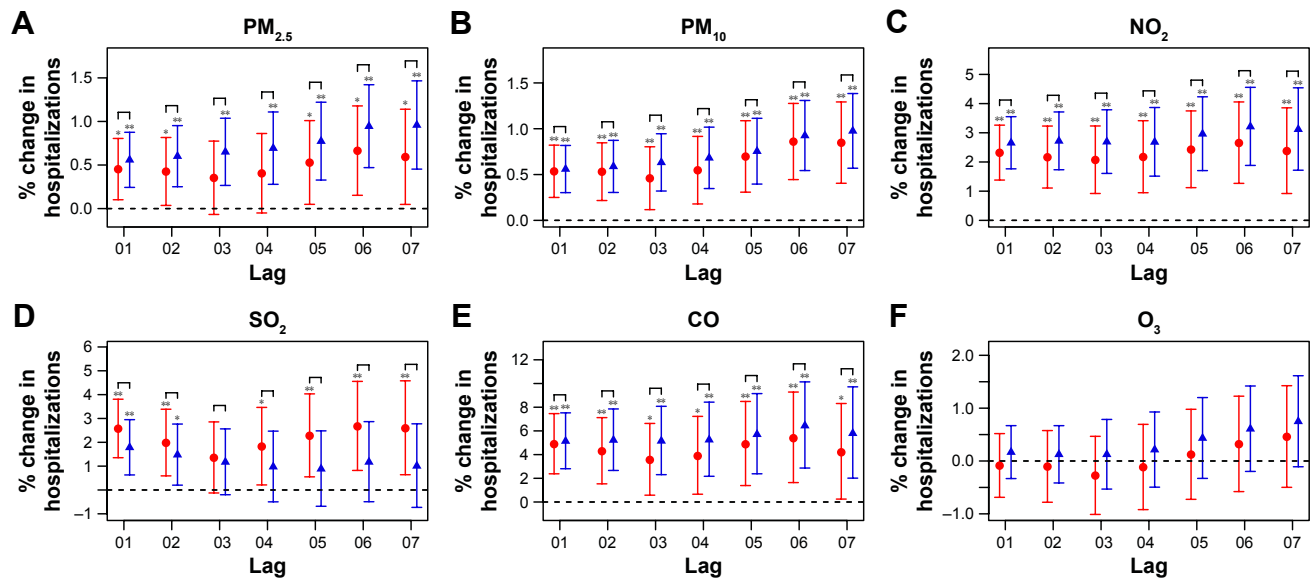 A PM2.5
% change in
hospitalizations
1.5
1.0
0.5
0.0
* ** * ** ** ** * ** * ** * **
01 02 03 04 05 06 07
Lag
B PM10
% change in
hospitalizations
1.5
1.0
0.5
0.0
** ** ** ** ** ** ** ** ** ** ** ** ** **
01 02 03 04 05 06 07
Lag
C NO2
% change in
hospitalizations
5
4
3
2
1
0
** ** ** ** ** ** ** ** ** ** ** ** ** **
01 02 03 04 05 06 07
Lag
D SO2
% change in
hospitalizations
6
4
3
2
1
–1
** ** ** * * ** ** **
01 02 03 04 05 06 07
Lag
E CO
% change in
hospitalizations
12
10
8
6
4
2
0
** ** ** ** * ** * ** ** ** ** ** * **
01 02 03 04 05 06 07
Lag
F O3
% change in
hospitalizations
2.0
1.0
0.0
–1.0
01 02 03 04 05 06 07
Lag